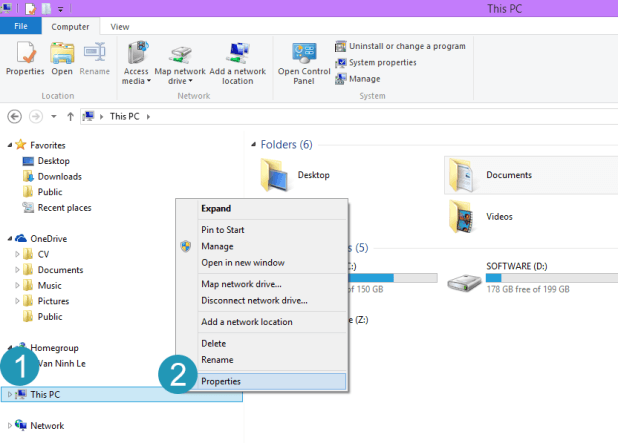 This PC
File Computer View
Properties Open Rename Access media Map network drive Add a network location Open Control Panel Uninstall or change a program
System properties
Manage
Location Network System
This PC
Favorites
Desktop
Downloads
Public
Recent places
OneDrive
CV
Documents
Music
Pictures
Public
Homegroup
Van Ninh Le
This PC
Network
1
Folders (6)
Desktop
Documents
Videos
(5)
:)
of 150 GB
SOFTWARE (D:)
178 GB free of 199 GB
e (Z:)
Expand
Pin to Start
Manage
Open in new window
Map network drive...
Disconnect network drive...
Add a network location
Delete
Rename
2
Properties